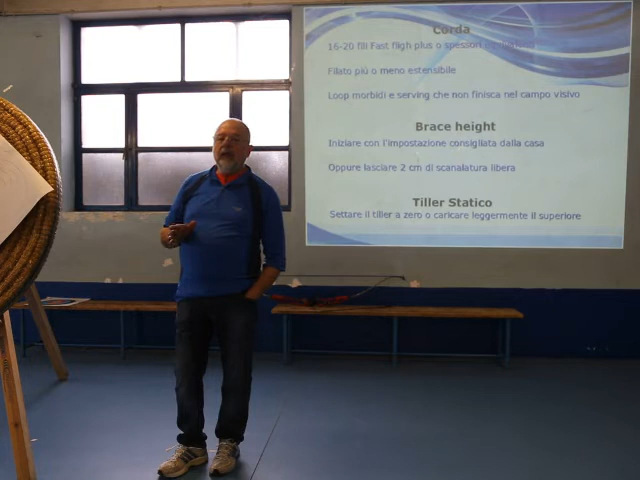 Corda
16-20 fili Fast fligh plus o spessori
Filato più o meno estensibile
Loop morbidi e serving che non finisca nel campo visivo
Brace height
Iniziare con l'impostazione consigliata dalla casa
Oppure lasciare 2 cm di scanalatura libera
Tiller Statico
Settare il tiller a zero o caricare leggermente il superiore